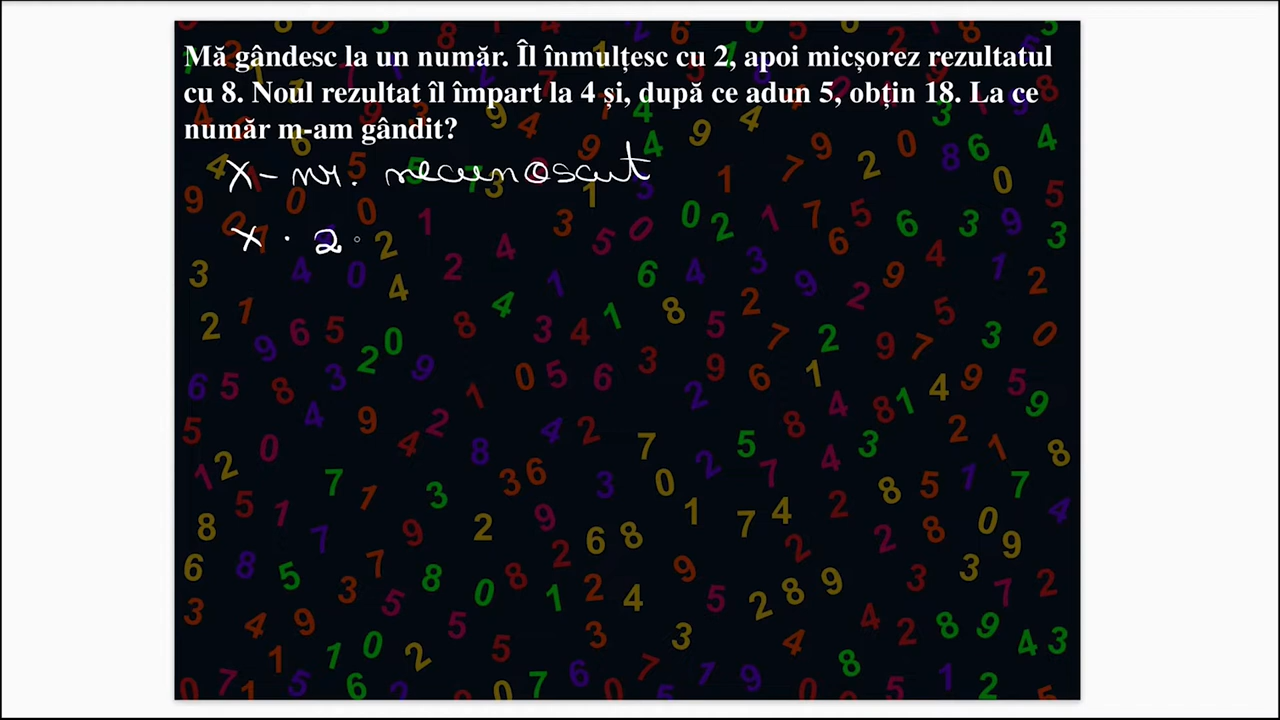 Mă gândesc la un număr. Îl înmulțesc cu 2, apoi micșorez rezultatul
cu 8. Noul rezultat îl împart la 4 și, după ce adun 5, obțin 18. La ce
număr m-am gândit?
x - nr. necunoscut
x · 2